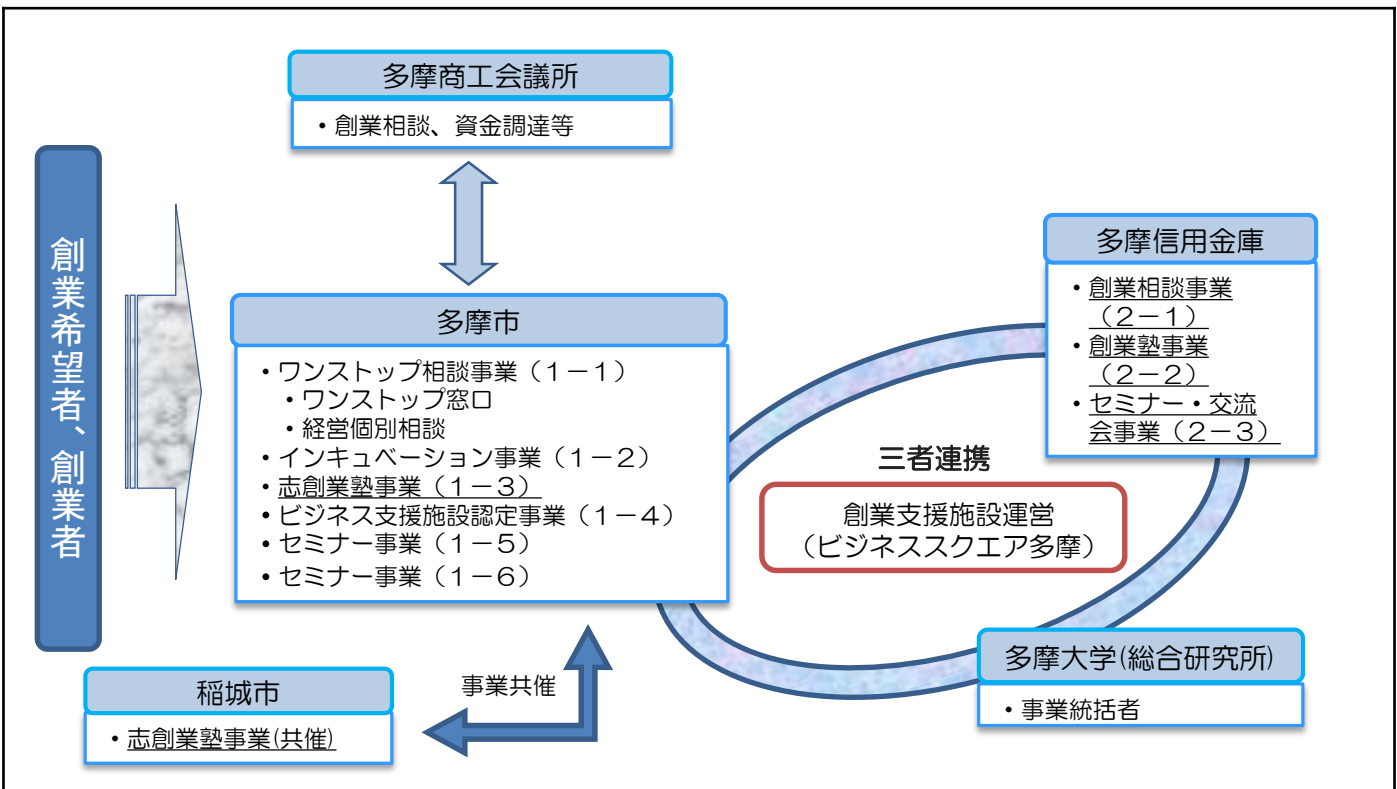 多摩商工会議所
・創業相談、資金調達等
創業希望者、創業者
多摩市
・ワンストップ相談事業（１－１）
・ワンストップ窓口
・経営個別相談
・インキュベーション事業（１－２）
・志創業塾事業（１－３）
・ビジネス支援施設認定事業（１－４）
・セミナー事業（１－５）
・セミナー事業（１－６）
多摩信用金庫
・創業相談事業
（２－１）
・創業塾事業
（２－２）
・セミナー・交流
会事業（２－３）
三者連携
創業支援施設運営
（ビジネススクエア多摩）
多摩大学(総合研究所)
・事業統括者
事業共催
稲城市
・志創業塾事業(共催)